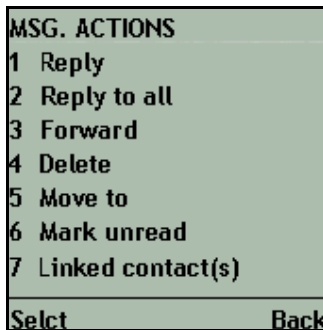 MSG. ACTIONS
1 Reply
2 Reply to all
3 Forward
4 Delete
5 Move to
6 Mark unread
7 Linked contact(s)
Selct Back